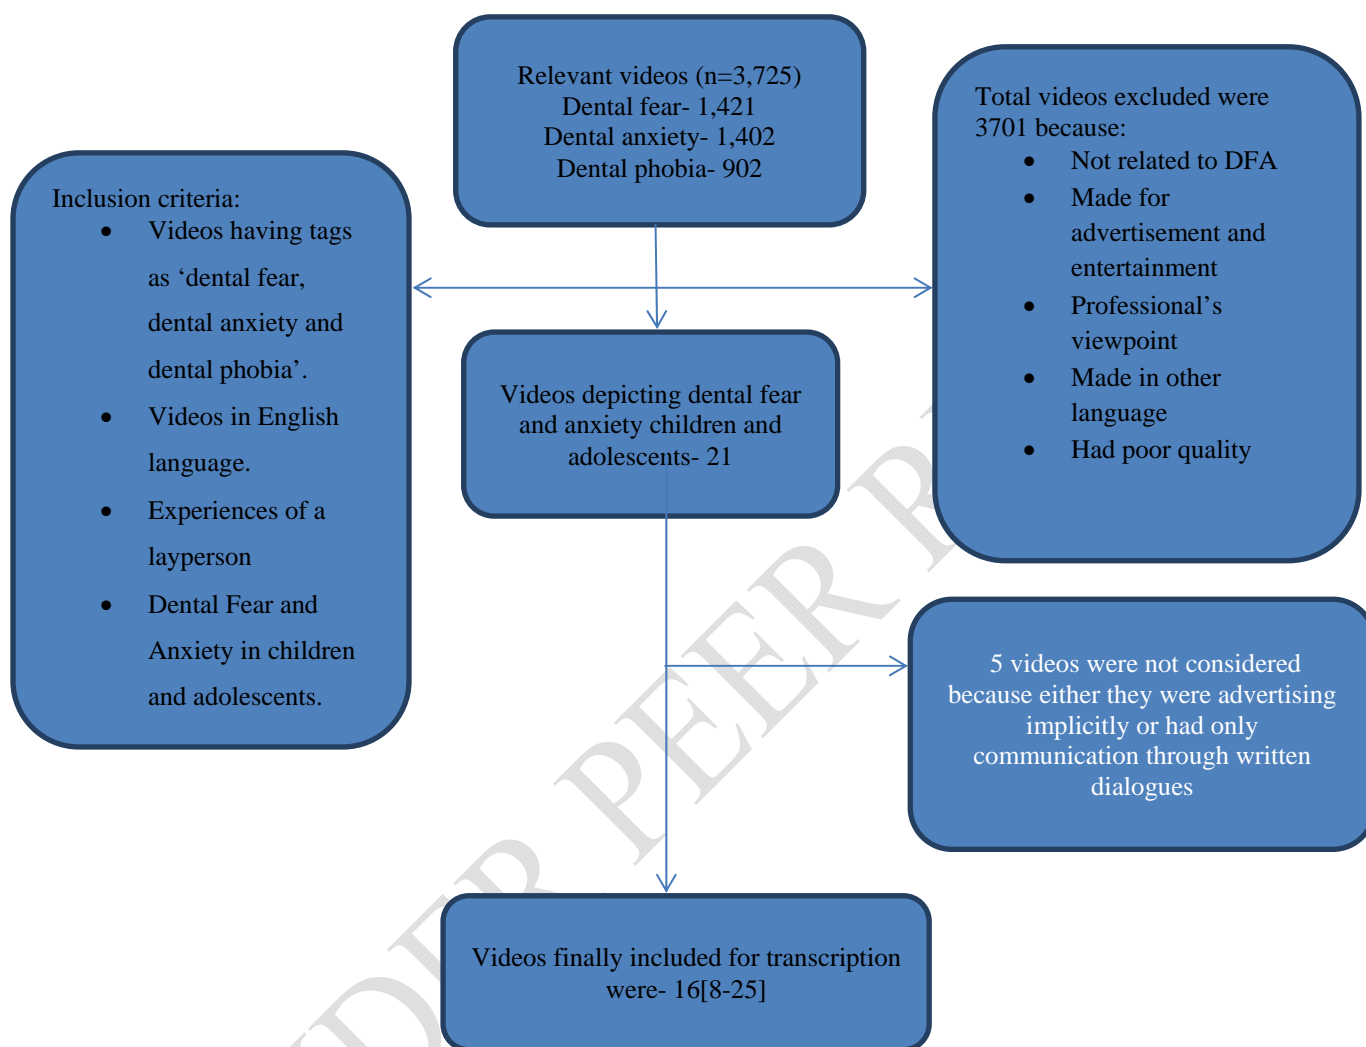 Relevant videos (n=3,725)
Dental fear- 1,421
Dental anxiety- 1,402
Dental phobia- 902
Inclusion criteria:
• Videos having tags
as ‘dental fear,
dental anxiety and
dental phobia’.
• Videos in English
language.
• Experiences of a
layperson
• Dental Fear and
Anxiety in children
and adolescents.
Total videos excluded were
3701 because:
• Not related to DFA
• Made for
advertisement and
entertainment
• Professional’s
viewpoint
• Made in other
language
• Had poor quality
Videos depicting dental fear
and anxiety children and
adolescents- 21
5 videos were not considered
because either they were advertising
implicitly or had only
communication through written
dialogues
Videos finally included for transcription
were- 16[8-25]
DER PEER R